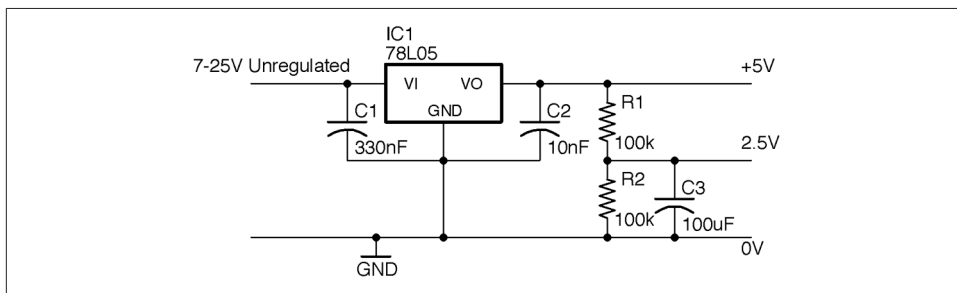 IC1
78L05
7-25V Unregulated
+5V
VI
VO
GND
C1
330nF
C2
10nF
R1
100k
2.5V
R2
100k
C3
100uF
0V
GND